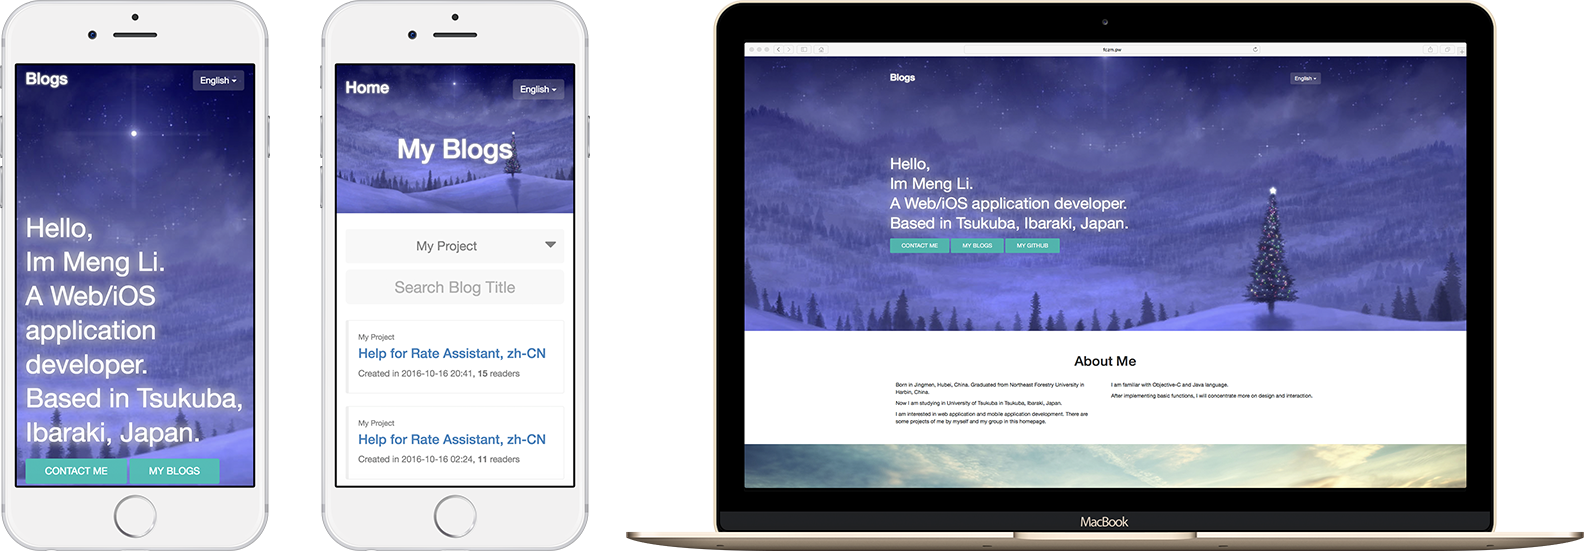 Blogs
English
Hello,
Im Meng Li.
A Web/iOS
application
developer.
Based in Tsukuba,
Ibaraki, Japan.
CONTACT ME
MY BLOGS
Home
English
My Blogs
My Project
Search Blog Title
My Project
Help for Rate Assistant, zh-CN
Created in 2016-10-16 20:41, 15 readers
My Project
Help for Rate Assistant, zh-CN
Created in 2016-10-16 02:24, 11 readers
Blogs
English
Hello,
Im Meng Li.
A Web/iOS application developer.
Based in Tsukuba, Ibaraki, Japan.
CONTACT ME
MY BLOGS
MY GITHUB
About Me
Born in Jingmen, Hubei, China. Graduated from Northeast Forestry University in
Harbin, China.
Now I am studying in University of Tsukuba in Tsukuba, Ibaraki, Japan.
I am interested in web application and mobile application development. There are
some projects of me by myself and my group in this homepage.
I am familiar with Objective-C and Java language.
After implementing basic functions, I will concentrate more on design and interaction.
MacBook